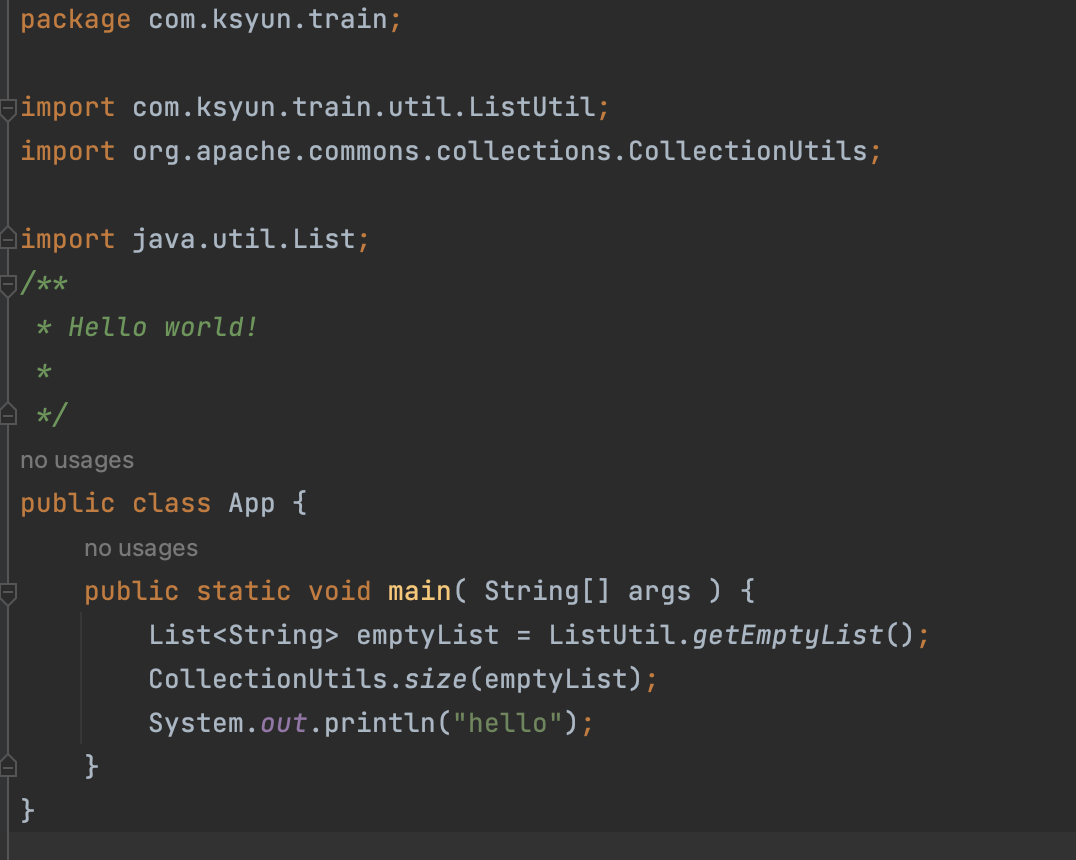 package com.ksyun.train;
import com.ksyun.train.util.ListUtil;
import org.apache.commons.collections.CollectionUtils;
import java.util.List;
/**
 * Hello world!
 *
 */
no usages
public class App {
    no usages
    public static void main( String[] args ) {
        List<String> emptyList = ListUtil.getEmptyList();
        CollectionUtils.size(emptyList);
        System.out.println("hello");
    }
}